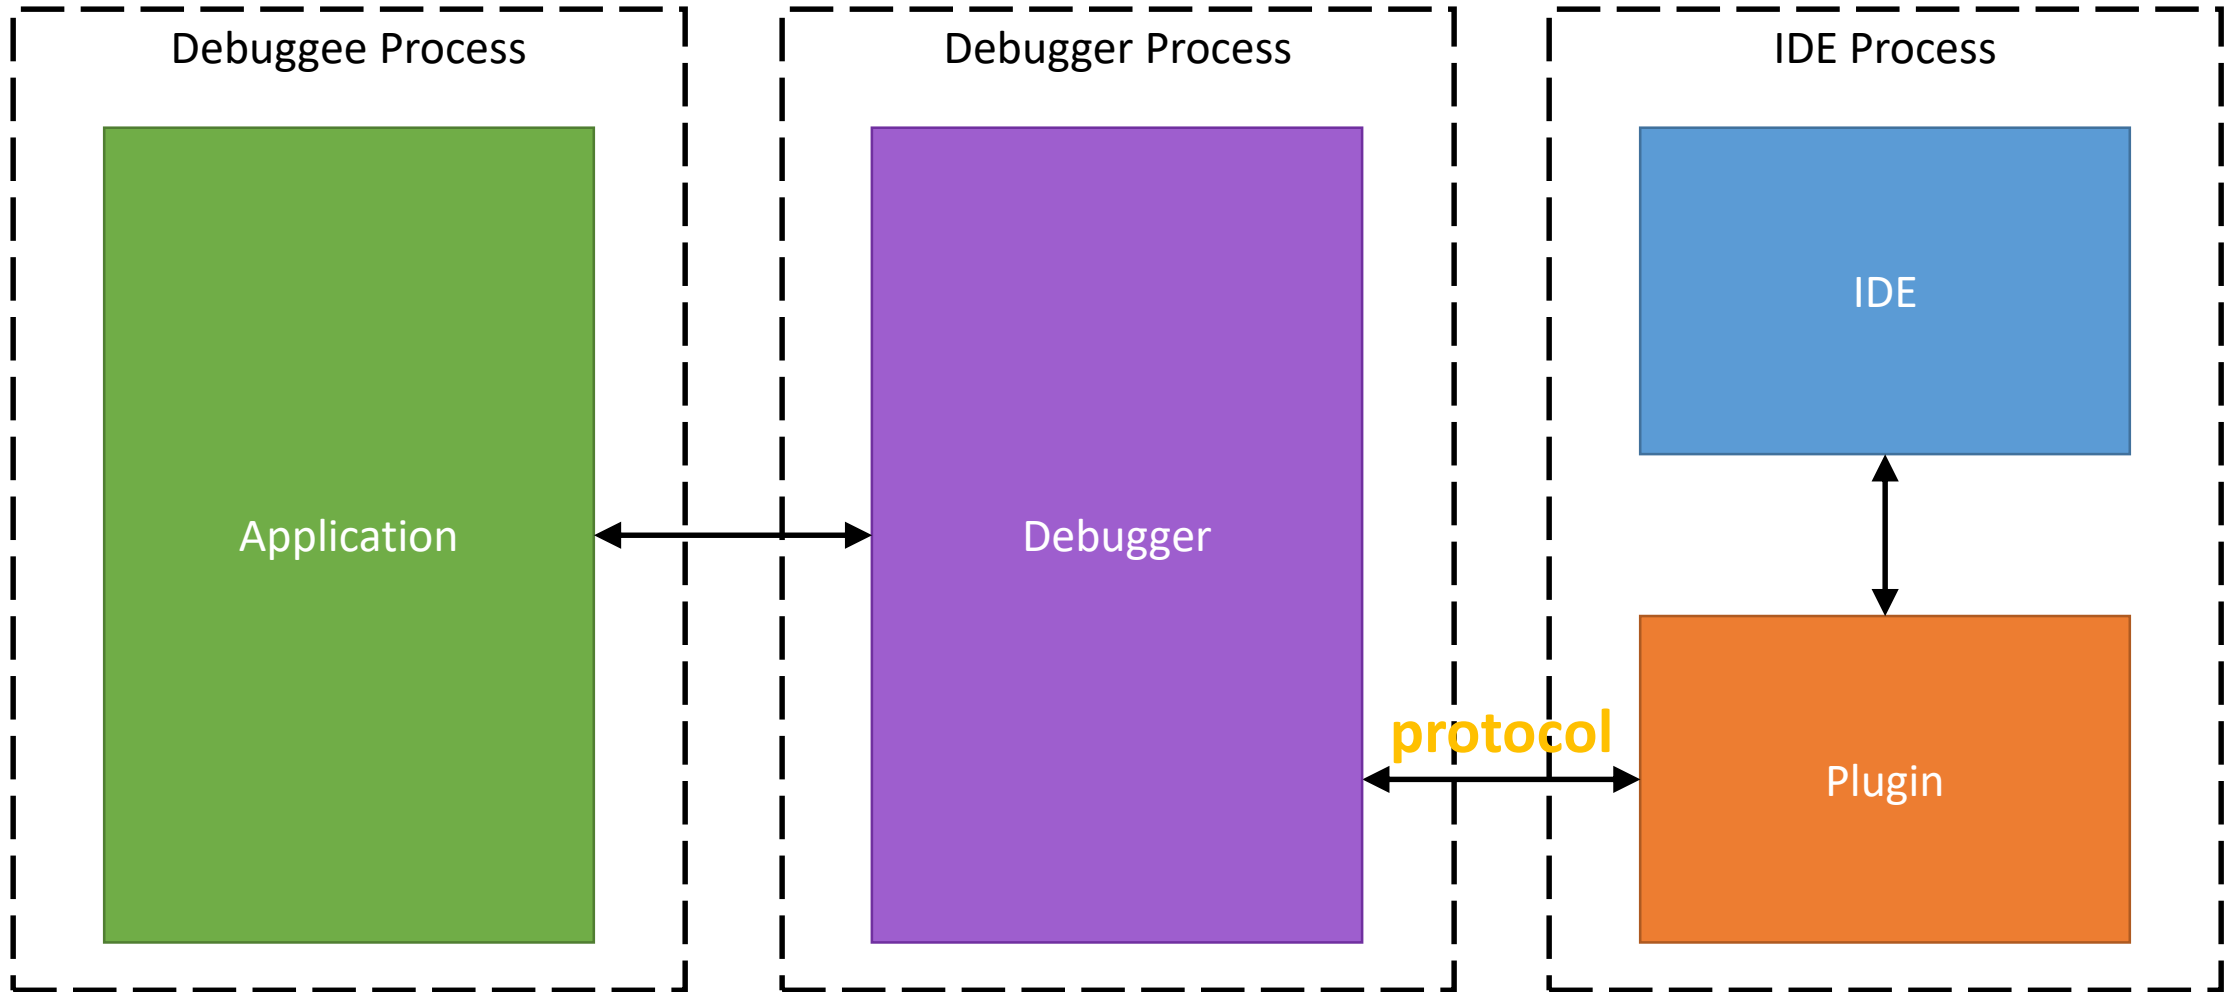 Debuggee Process
Debugger Process
IDE Process
IDE
Application
Debugger
protocol
Plugin